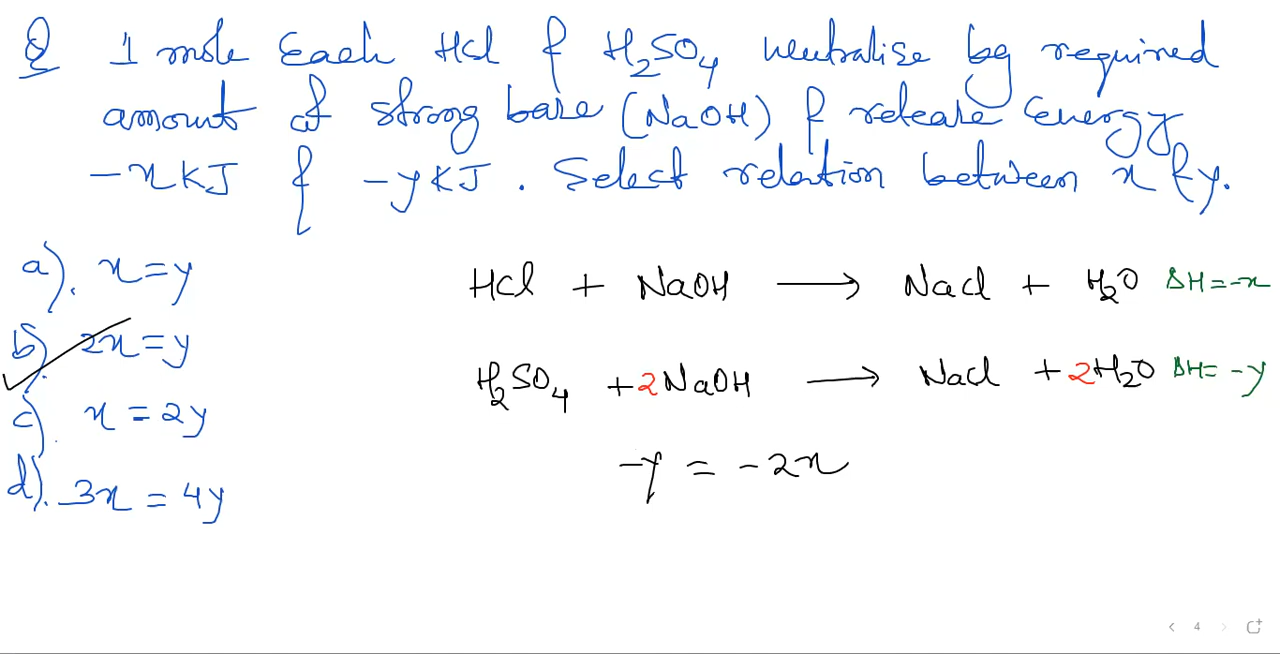 Q 1 mole Each HCl & H₂SO₄ neutralise by required
amount of strong base (NaOH) & release Energy
-x KJ & -y KJ . Select relation between x & y.
a). x = y
HCl + NaOH ⟶ NaCl + H₂O ΔH = -x
b). 2x = y
H₂SO₄ + 2NaOH ⟶ NaCl + 2H₂O ΔH = -y
c) x = 2y
-y = -2x
d). 3x = 4y
< 4 >